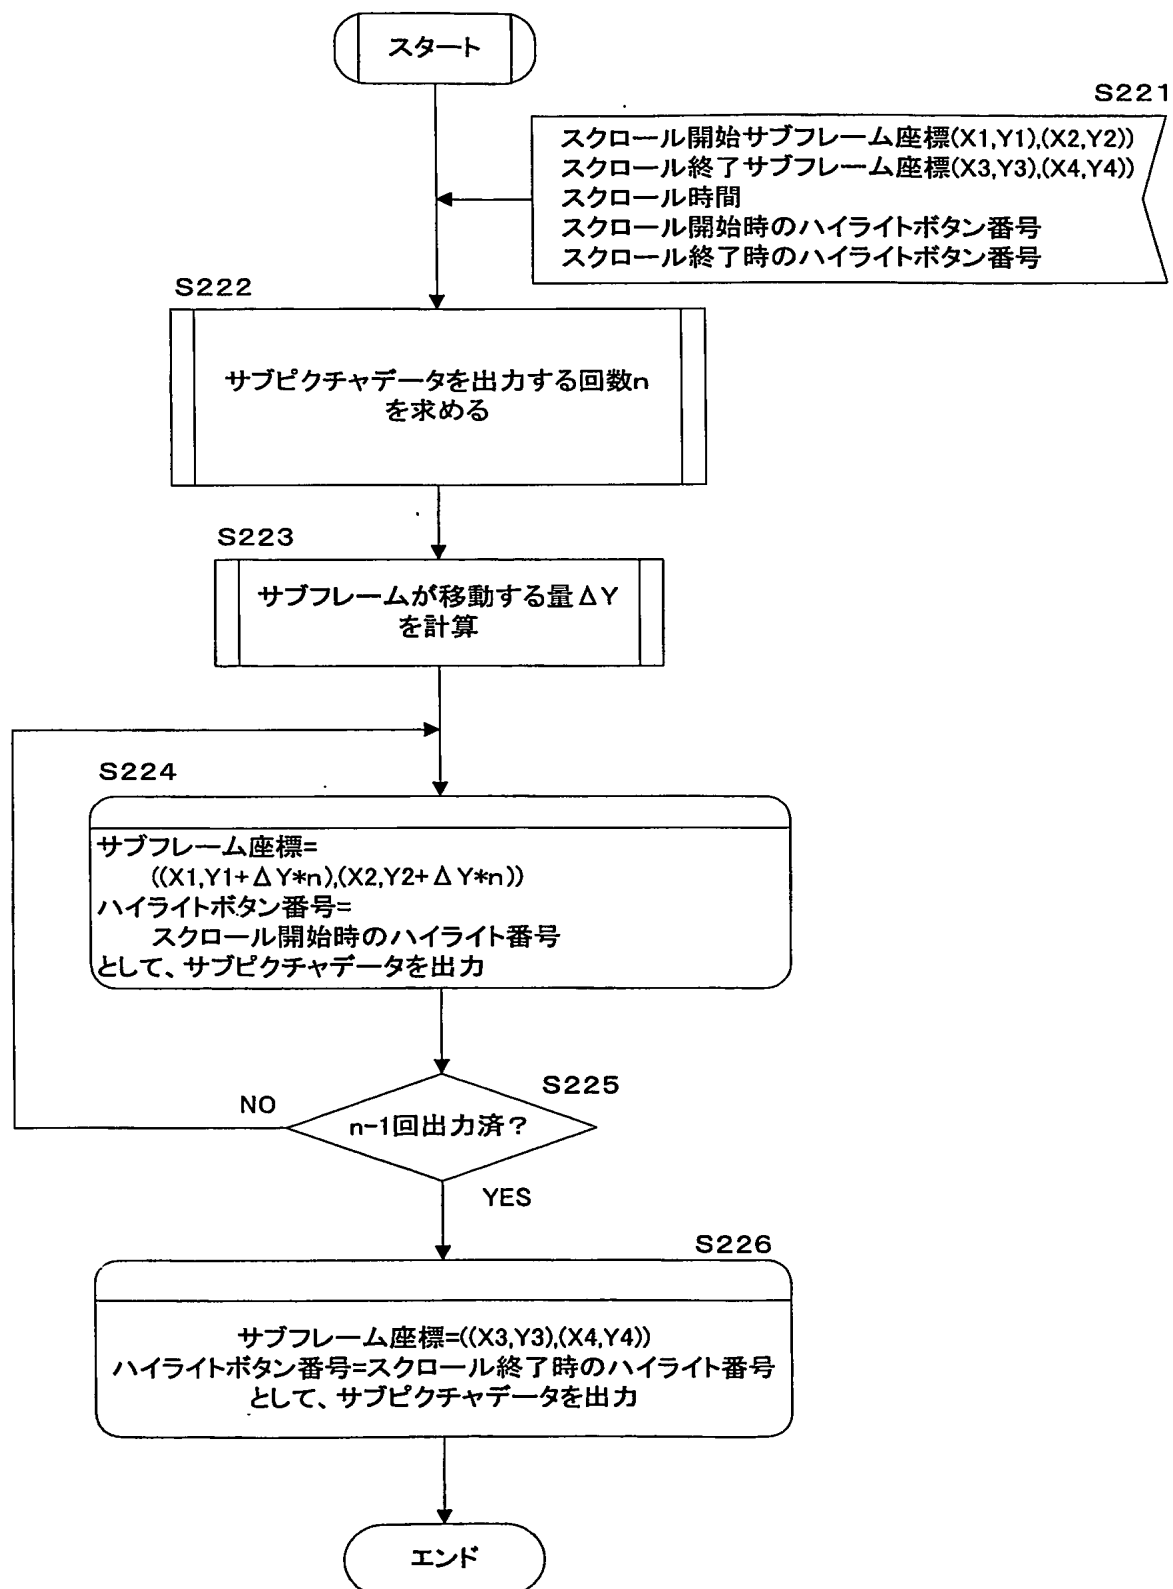 スタート
S221
スクロール開始サブフレーム座標(X1,Y1),(X2,Y2))
スクロール終了サブフレーム座標(X3,Y3),(X4,Y4))
スクロール時間
スクロール開始時のハイライトボタン番号
スクロール終了時のハイライトボタン番号
S222
サブピクチャデータを出力する回数n
を求める
S223
サブフレームが移動する量ΔY
を計算
S224
サブフレーム座標=
((X1,Y1+ΔY*n),(X2,Y2+ΔY*n))
ハイライトボタン番号=
スクロール開始時のハイライト番号
として、サブピクチャデータを出力
S225
NO
n-1回出力済?
YES
S226
サブフレーム座標=((X3,Y3),(X4,Y4))
ハイライトボタン番号=スクロール終了時のハイライト番号
として、サブピクチャデータを出力
エンド